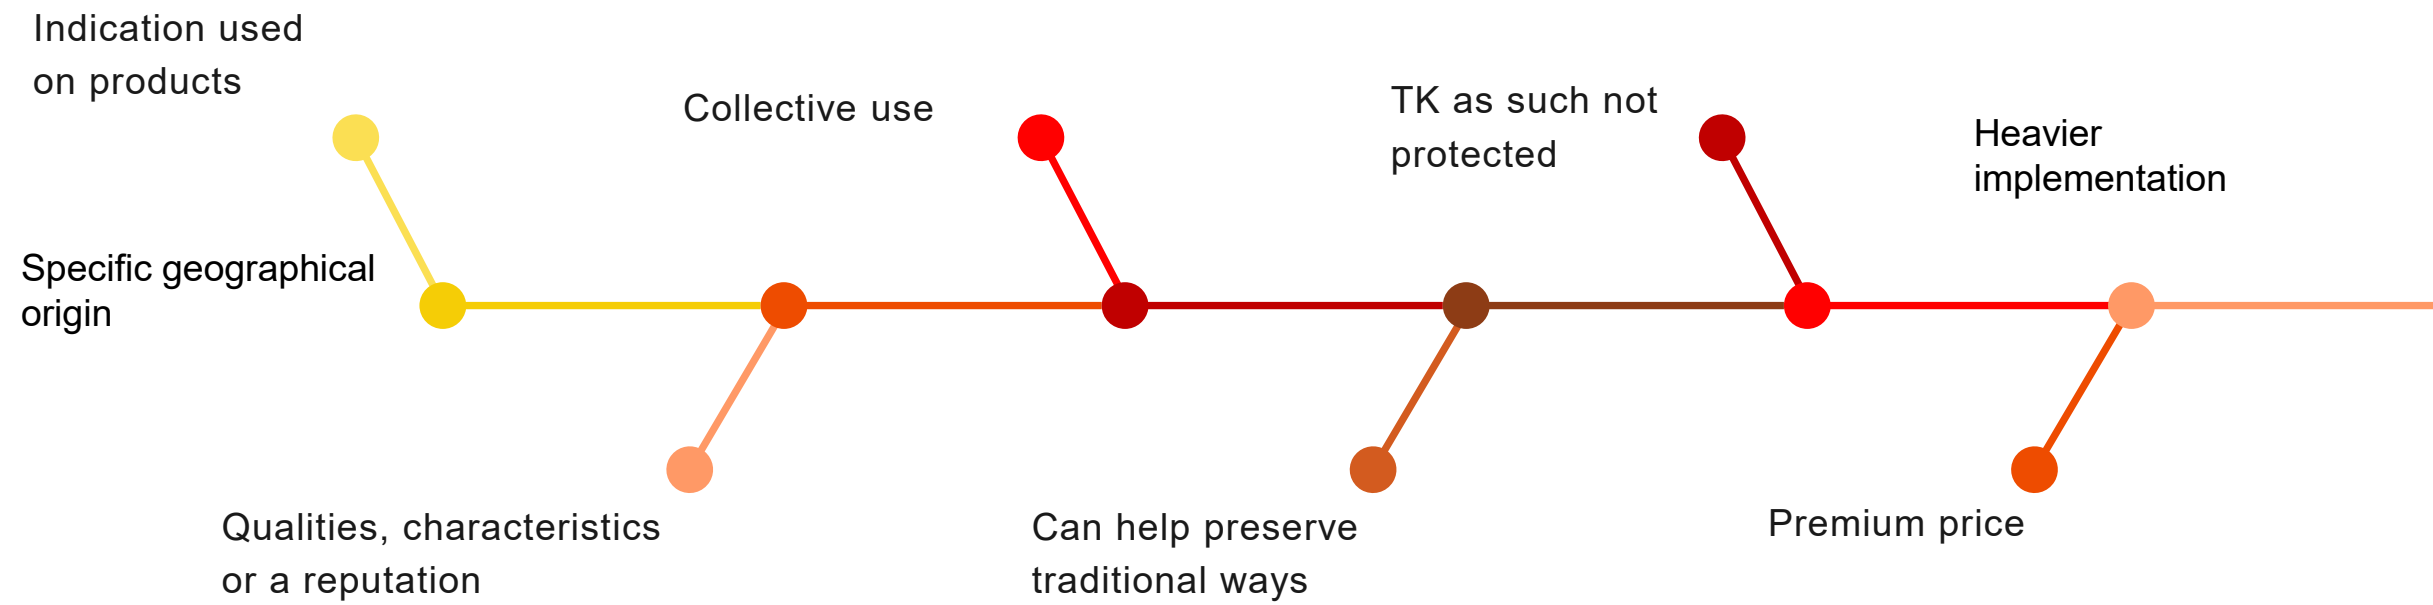 Indication used
on products
Specific geographical
origin
Qualities, characteristics
or a reputation
Collective use
Can help preserve
traditional ways
TK as such not
protected
Premium price
Heavier
implementation